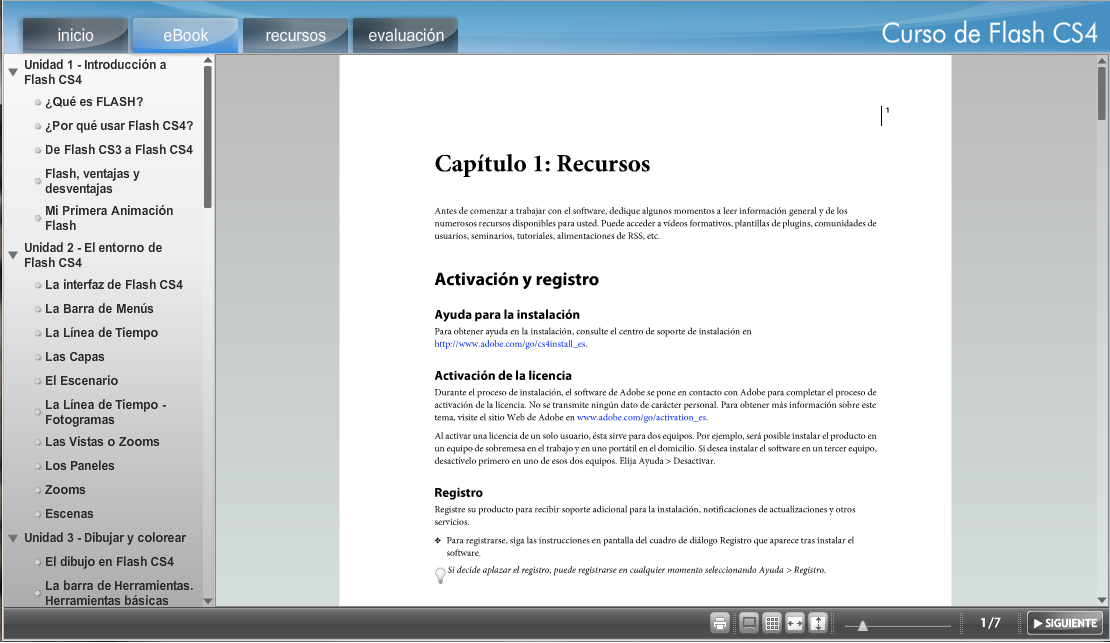 inicio
eBook
recursos
evaluación
Curso de Flash CS4
Unidad 1 - Introducción a
Flash CS4
¿Qué es FLASH?
¿Por qué usar Flash CS4?
De Flash CS3 a Flash CS4
Flash, ventajas y
desventajas
Mi Primera Animación
Flash
Unidad 2 - El entorno de
Flash CS4
La interfaz de Flash CS4
La Barra de Menús
La Línea de Tiempo
Las Capas
El Escenario
La Línea de Tiempo -
Fotogramas
Las Vistas o Zooms
Los Paneles
Zooms
Escenas
Unidad 3 - Dibujar y colorear
El dibujo en Flash CS4
La barra de Herramientas.
Herramientas básicas
1
Capítulo 1: Recursos
Antes de comenzar a trabajar con el software, dedique algunos momentos a leer información general y de los
numerosos recursos disponibles para usted. Puede acceder a vídeos formativos, plantillas de plugins, comunidades de
usuarios, seminarios, tutoriales, alimentaciones de RSS, etc.
Activación y registro
Ayuda para la instalación
Para obtener ayuda en la instalación, consulte el centro de soporte de instalación en
http://www.adobe.com/go/cs4install_es.
Activación de la licencia
Durante el proceso de instalación, el software de Adobe se pone en contacto con Adobe para completar el proceso de
activación de la licencia. No se transmite ningún dato de carácter personal. Para obtener más información sobre este
tema, visite el sitio Web de Adobe en www.adobe.com/go/activation_es.
Al activar una licencia de un solo usuario, ésta sirve para dos equipos. Por ejemplo, será posible instalar el producto en
un equipo de sobremesa en el trabajo y en uno portátil en el domicilio. Si desea instalar el software en un tercer equipo,
desactívelo primero en uno de esos dos equipos. Elija Ayuda > Desactivar.
Registro
Registre su producto para recibir soporte adicional para la instalación, notificaciones de actualizaciones y otros
servicios.
❖ Para registrarse, siga las instrucciones en pantalla del cuadro de diálogo Registro que aparece tras instalar el
software.
Si decide aplazar el registro, puede registrarse en cualquier momento seleccionando Ayuda > Registro.
1/7
SIGUIENTE